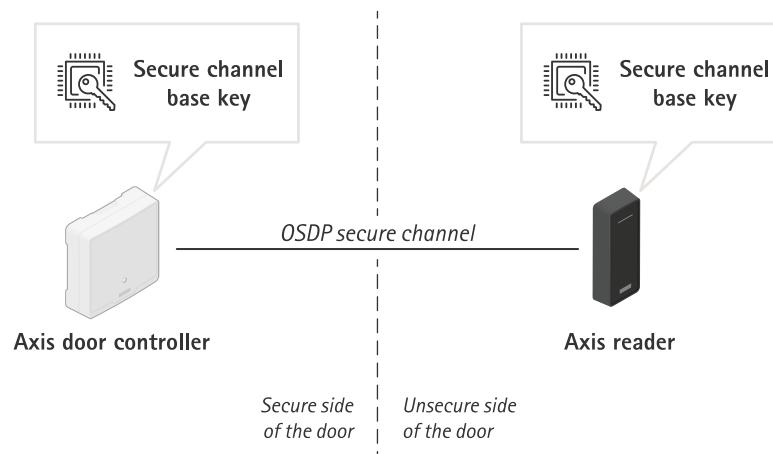 Secure channel
base key
Secure channel
base key
OSDP secure channel
Axis door controller
Axis reader
Secure side
of the door
Unsecure side
of the door